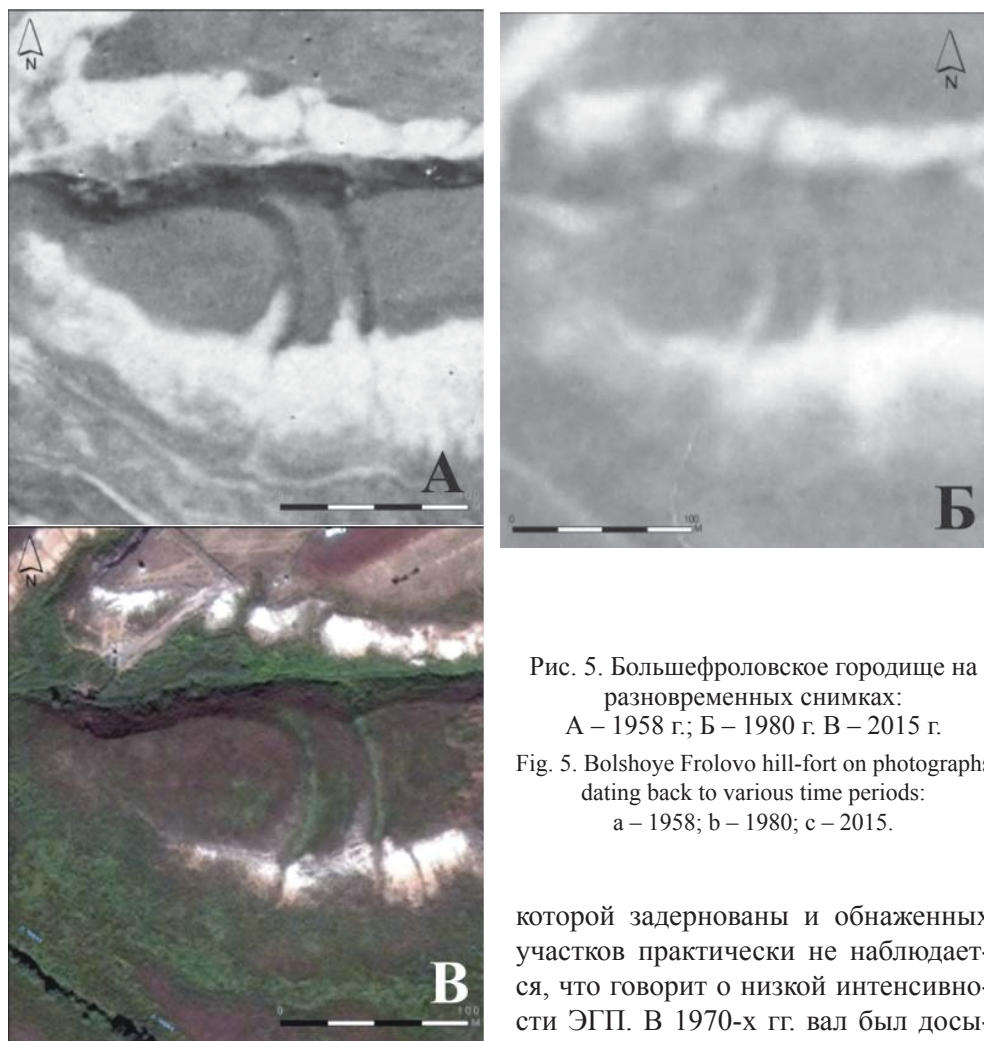 N
А
N
0
100
М
Б
N
100
М
В
Рис. 5. Большефроловское городище на
разновременных снимках:
А – 1958 г.; Б – 1980 г. В – 2015 г.
Fig. 5. Bolshoye Frolovo hill-fort on photographs
dating back to various time periods:
a – 1958; b – 1980; c – 2015.
которой задернованы и обнаженных
участков практически не наблюдает-
ся, что говорит о низкой интенсивно-
сти ЭГП. В 1970-х гг. вал был досы-